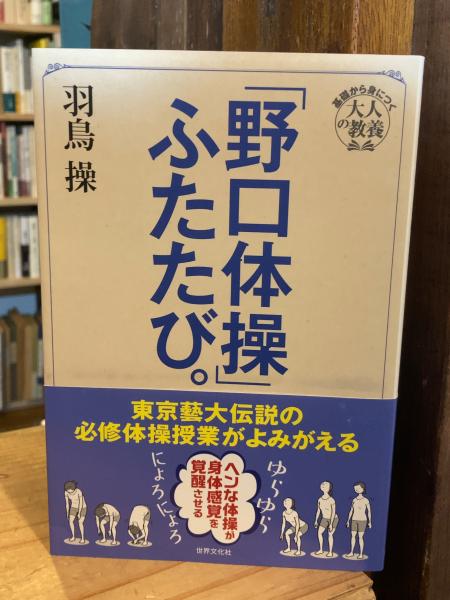 基礎から身につく
大人
の教養
「野口体操」
ふたたび。
羽鳥 操
東京藝大伝説の
必修体操授業がよみがえる
ゆらゆら
ヘンな体操が
身体感覚を
覚醒させる
にょろにょろ
世界文化社